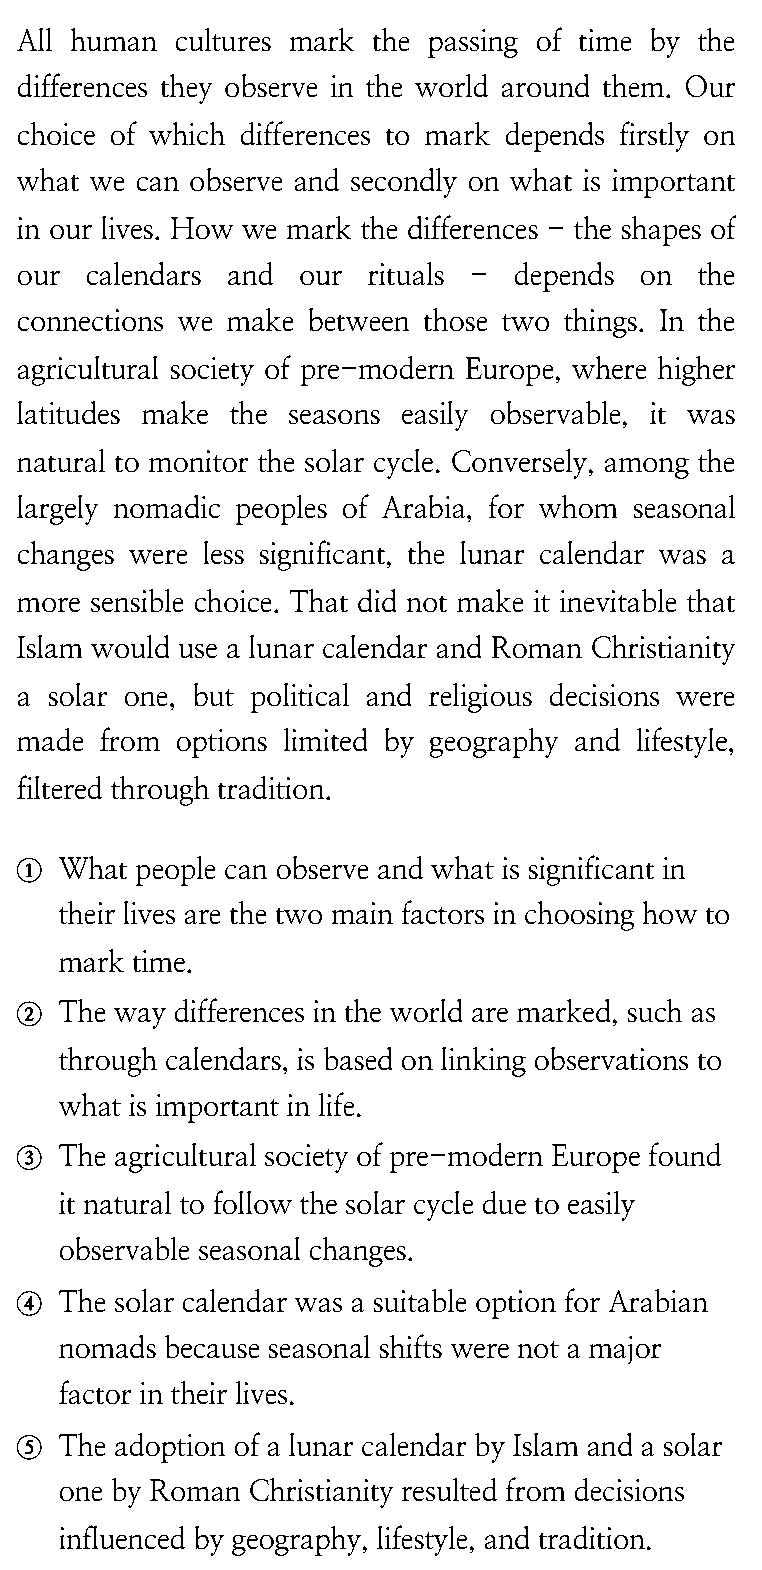 All human cultures mark the passing of time by the
differences they observe in the world around them. Our
choice of which differences to mark depends firstly on
what we can observe and secondly on what is important
in our lives. How we mark the differences − the shapes of
our calendars and our rituals − depends on the
connections we make between those two things. In the
agricultural society of pre−modern Europe, where higher
latitudes make the seasons easily observable, it was
natural to monitor the solar cycle. Conversely, among the
largely nomadic peoples of Arabia, for whom seasonal
changes were less significant, the lunar calendar was a
more sensible choice. That did not make it inevitable that
Islam would use a lunar calendar and Roman Christianity
a solar one, but political and religious decisions were
made from options limited by geography and lifestyle,
filtered through tradition.
① What people can observe and what is significant in
their lives are the two main factors in choosing how to
mark time.
② The way differences in the world are marked, such as
through calendars, is based on linking observations to
what is important in life.
③ The agricultural society of pre−modern Europe found
it natural to follow the solar cycle due to easily
observable seasonal changes.
④ The solar calendar was a suitable option for Arabian
nomads because seasonal shifts were not a major
factor in their lives.
⑤ The adoption of a lunar calendar by Islam and a solar
one by Roman Christianity resulted from decisions
influenced by geography, lifestyle, and tradition.